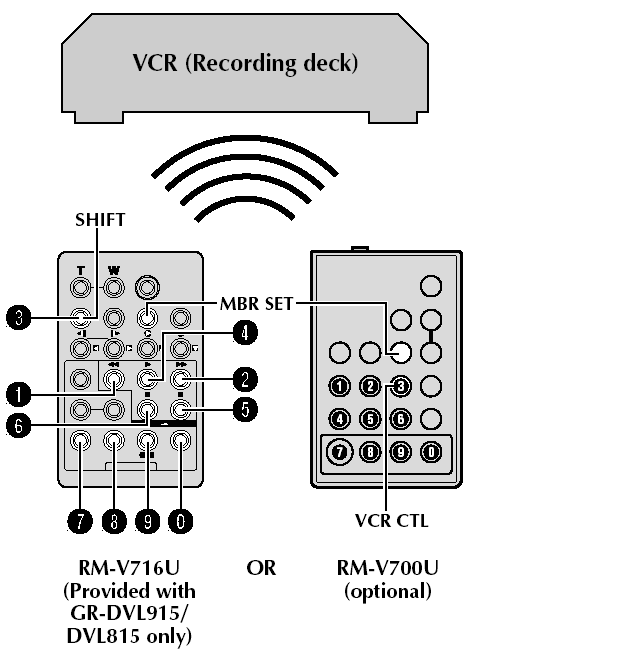 VCR (Recording deck)
SHIFT
T W
3
MBR SET
4
1
2
6
5
1 2 3
4 5 6
7 8 9 0
7 8 9 0
VCR CTL
RM-V716U
(Provided with
GR-DVL915/
DVL815 only)
OR
RM-V700U
(optional)